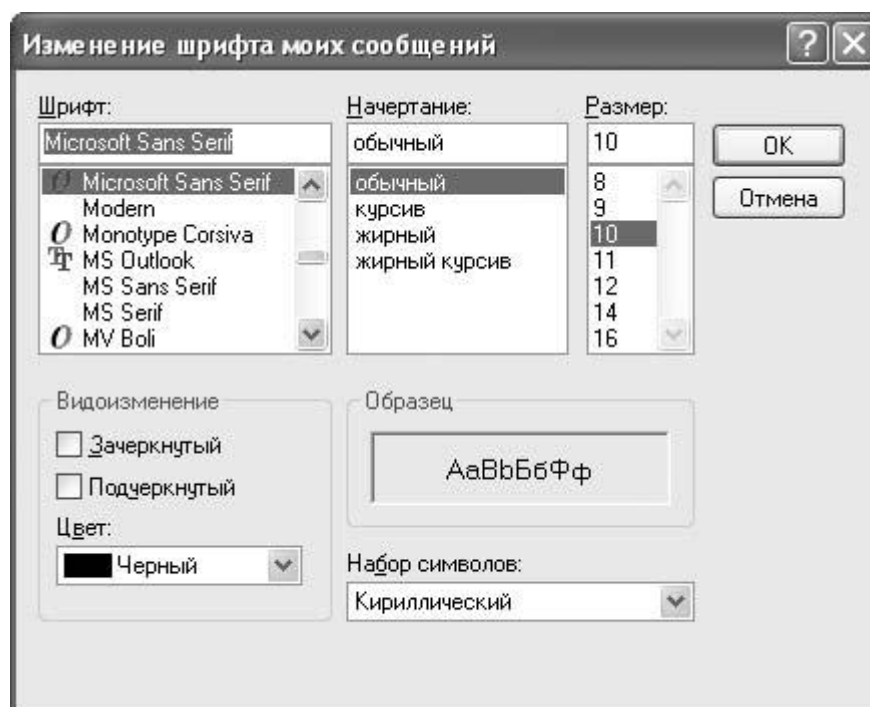 Изменение шрифта моих сообщений
Шрифт:
Microsoft Sans Serif
Microsoft Sans Serif
Modern
Monotype Corsiva
MS Outlook
MS Sans Serif
MS Serif
MV Boli
Начертание:
обычный
обычный
курсив
жирный
жирный курсив
Размер:
10
8
9
10
11
12
14
16
OK
Отмена
Видоизменение
Зачеркнутый
Подчеркнутый
Цвет:
Черный
Образец
АаBbБбФф
Набор символов:
Кириллический